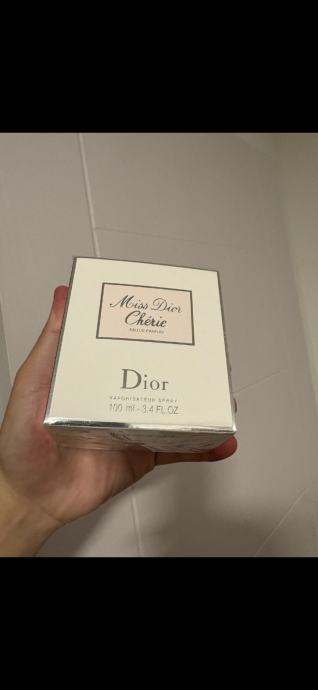 Miss Dior
Chérie
EAU DE PARFUM
Dior
VAPORISATEUR SPRAY
100 ml - 3.4 FL.OZ